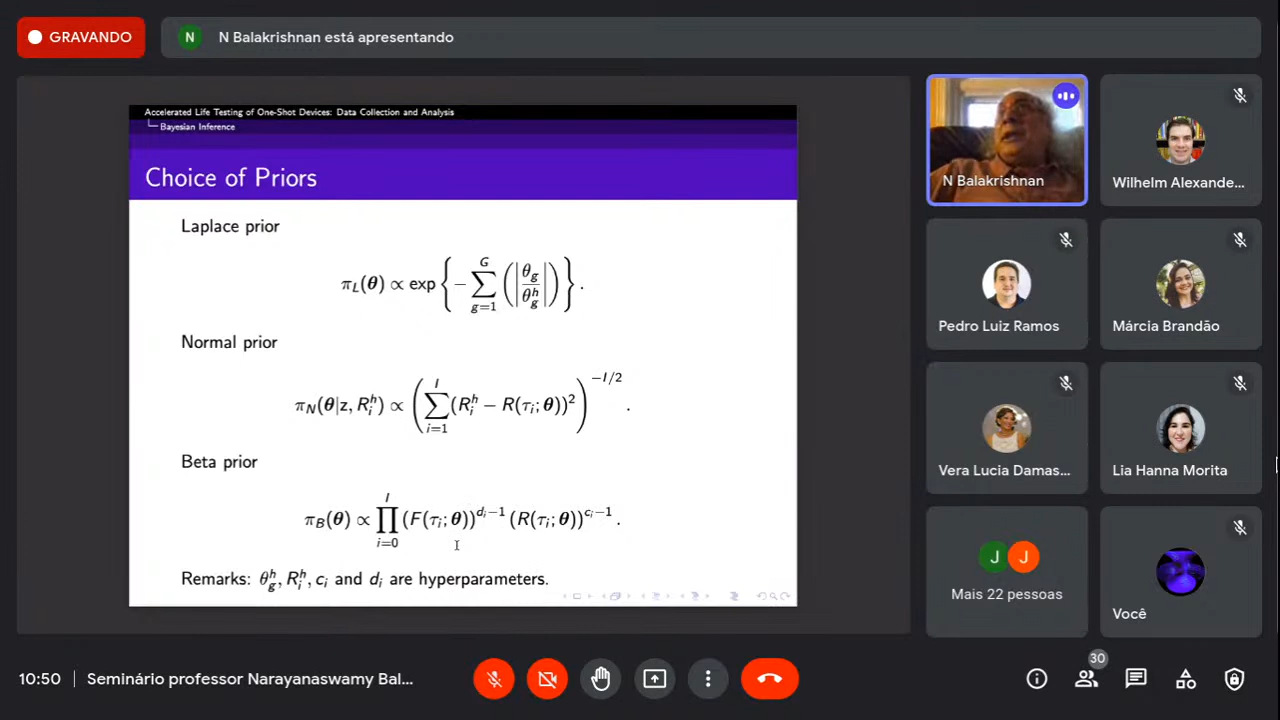 GRAVANDO
N
N Balakrishnan está apresentando
Accelerated Life Testing of One-Shot Devices: Data Collection and Analysis
Bayesian Inference
Choice of Priors
Laplace prior
π_L(θ) ∝ exp { − ∑_{g=1}^{G} ( | θ_g / θ_g^h | ) } .
Normal prior
π_N(θ|z, R_i^h) ∝ ( ∑_{i=1}^{I} (R_i^h − R(τ_i; θ))^2 )^{−I/2} .
Beta prior
π_B(θ) ∝ ∏_{i=0}^{I} (F(τ_i; θ))^{d_i−1} (R(τ_i; θ))^{c_i−1} .
Remarks: θ_g^h, R_i^h, c_i and d_i are hyperparameters.
N Balakrishnan
Wilhelm Alexande...
Pedro Luiz Ramos
Márcia Brandão
Vera Lucia Damas...
Lia Hanna Morita
J
J
Mais 22 pessoas
Você
10:50
Seminário professor Narayanaswamy Bal...
30